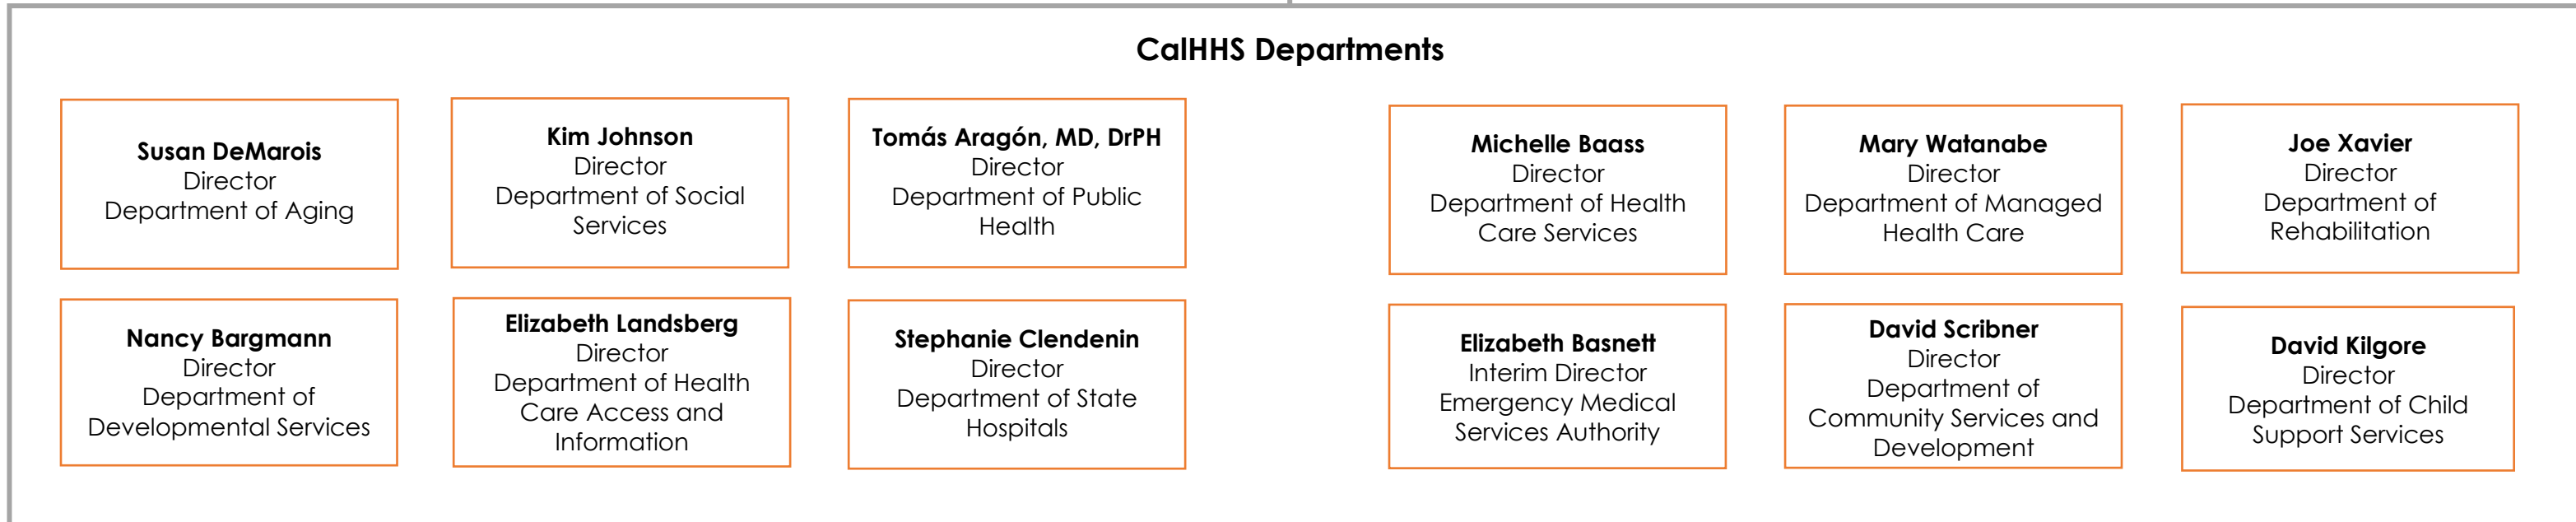 CalHHS Departments
Susan DeMarois
Director
Department of Aging
Kim Johnson
Director
Department of Social
Services
Tomás Aragón, MD, DrPH
Director
Department of Public
Health
Michelle Baass
Director
Department of Health
Care Services
Mary Watanabe
Director
Department of Managed
Health Care
Joe Xavier
Director
Department of
Rehabilitation
Nancy Bargmann
Director
Department of
Developmental Services
Elizabeth Landsberg
Director
Department of Health
Care Access and
Information
Stephanie Clendenin
Director
Department of State
Hospitals
Elizabeth Basnett
Interim Director
Emergency Medical
Services Authority
David Scribner
Director
Department of
Community Services and
Development
David Kilgore
Director
Department of Child
Support Services